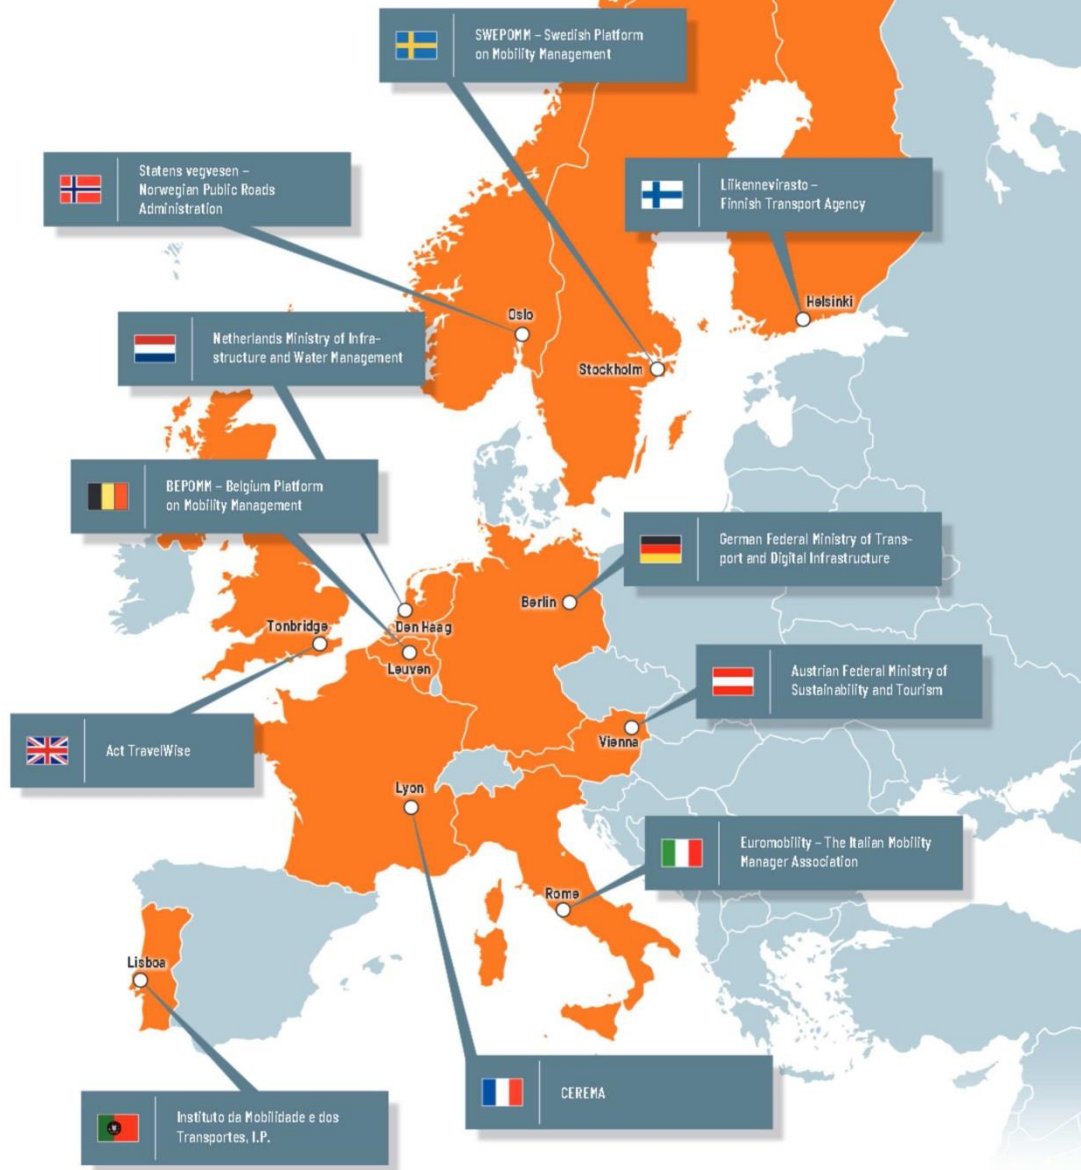 SWEPOMM – Swedish Platform
on Mobility Management
Statens vegvesen –
Norwegian Public Roads
Administration
Liikennevirasto –
Finnish Transport Agency
Helsinki
Oslo
Netherlands Ministry of Infra-
structure and Water Management
Stockholm
BEPOMM – Belgium Platform
on Mobility Management
German Federal Ministry of Trans-
port and Digital Infrastructure
Berlin
Tonbridge
Den Haag
Leuven
Austrian Federal Ministry of
Sustainability and Tourism
Vienna
Act TravelWise
Lyon
Euromobility – The Italian Mobility
Manager Association
Rome
Lisboa
CEREMA
Instituto da Mobilidade e dos
Transportes, I.P.